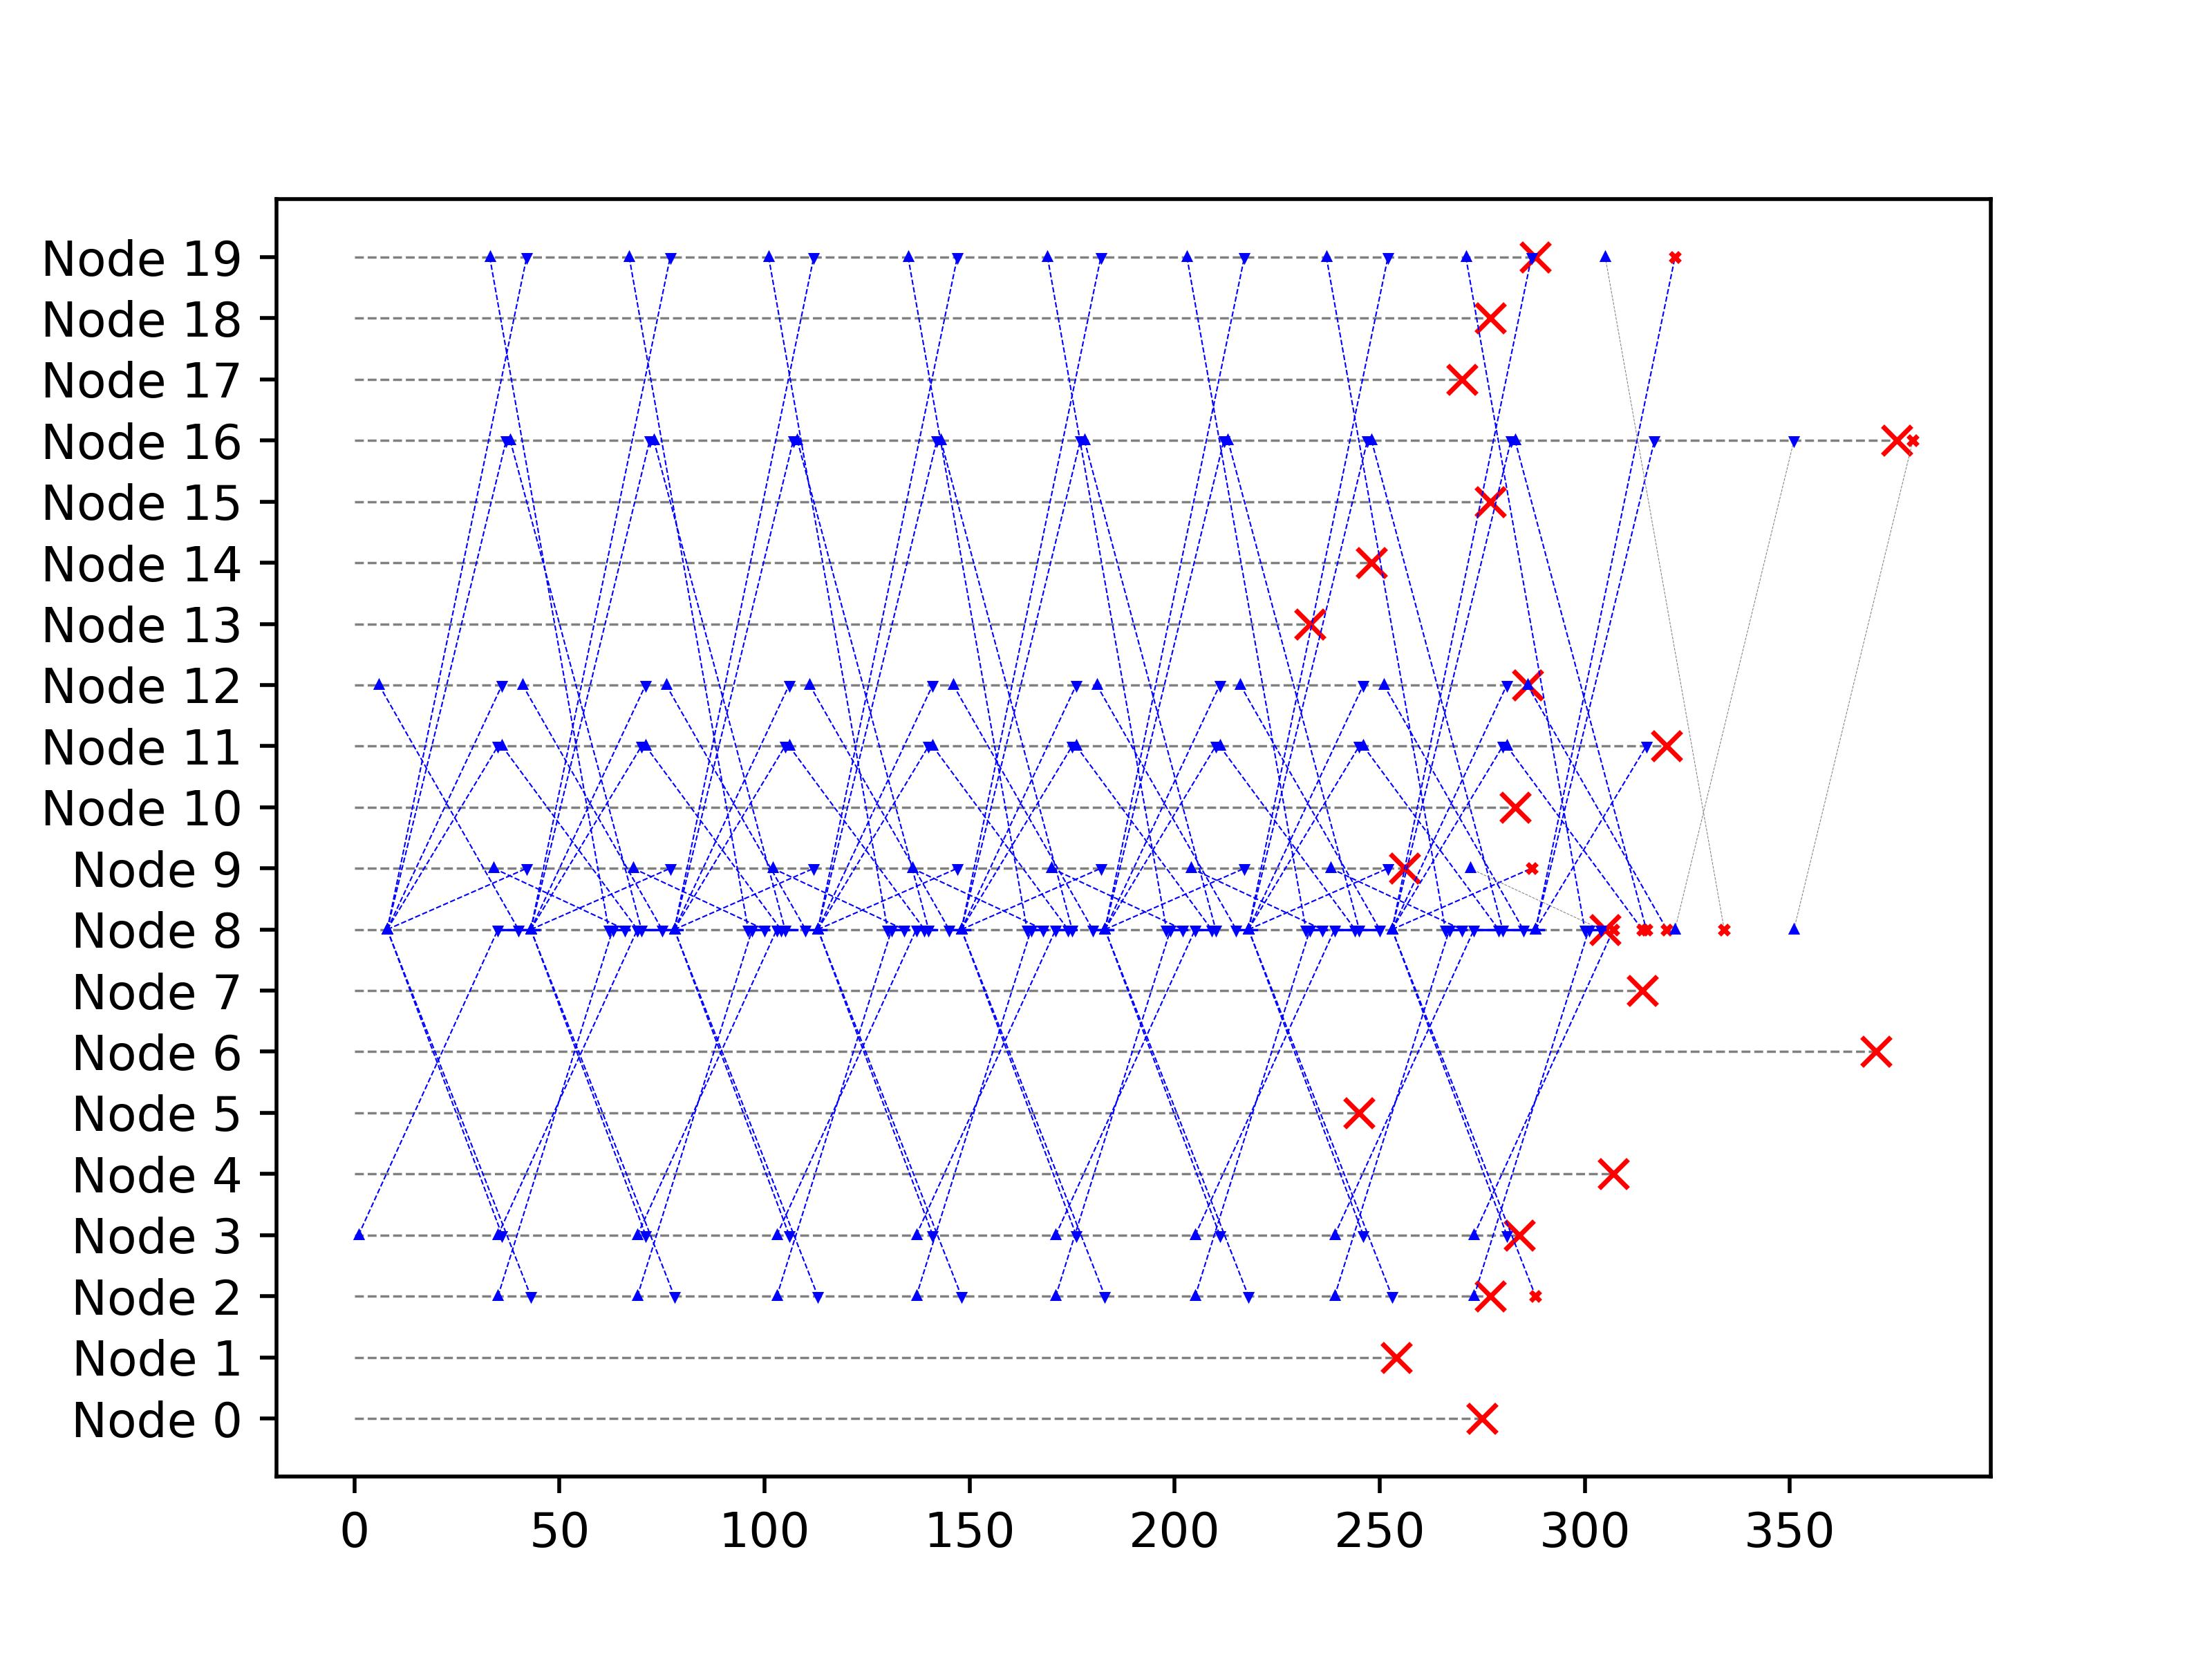 Node 19
Node 18
Node 17
Node 16
Node 15
Node 14
Node 13
Node 12
Node 11
Node 10
Node 9
Node 8
Node 7
Node 6
Node 5
Node 4
Node 3
Node 2
Node 1
Node 0
0 50 100 150 200 250 300 350